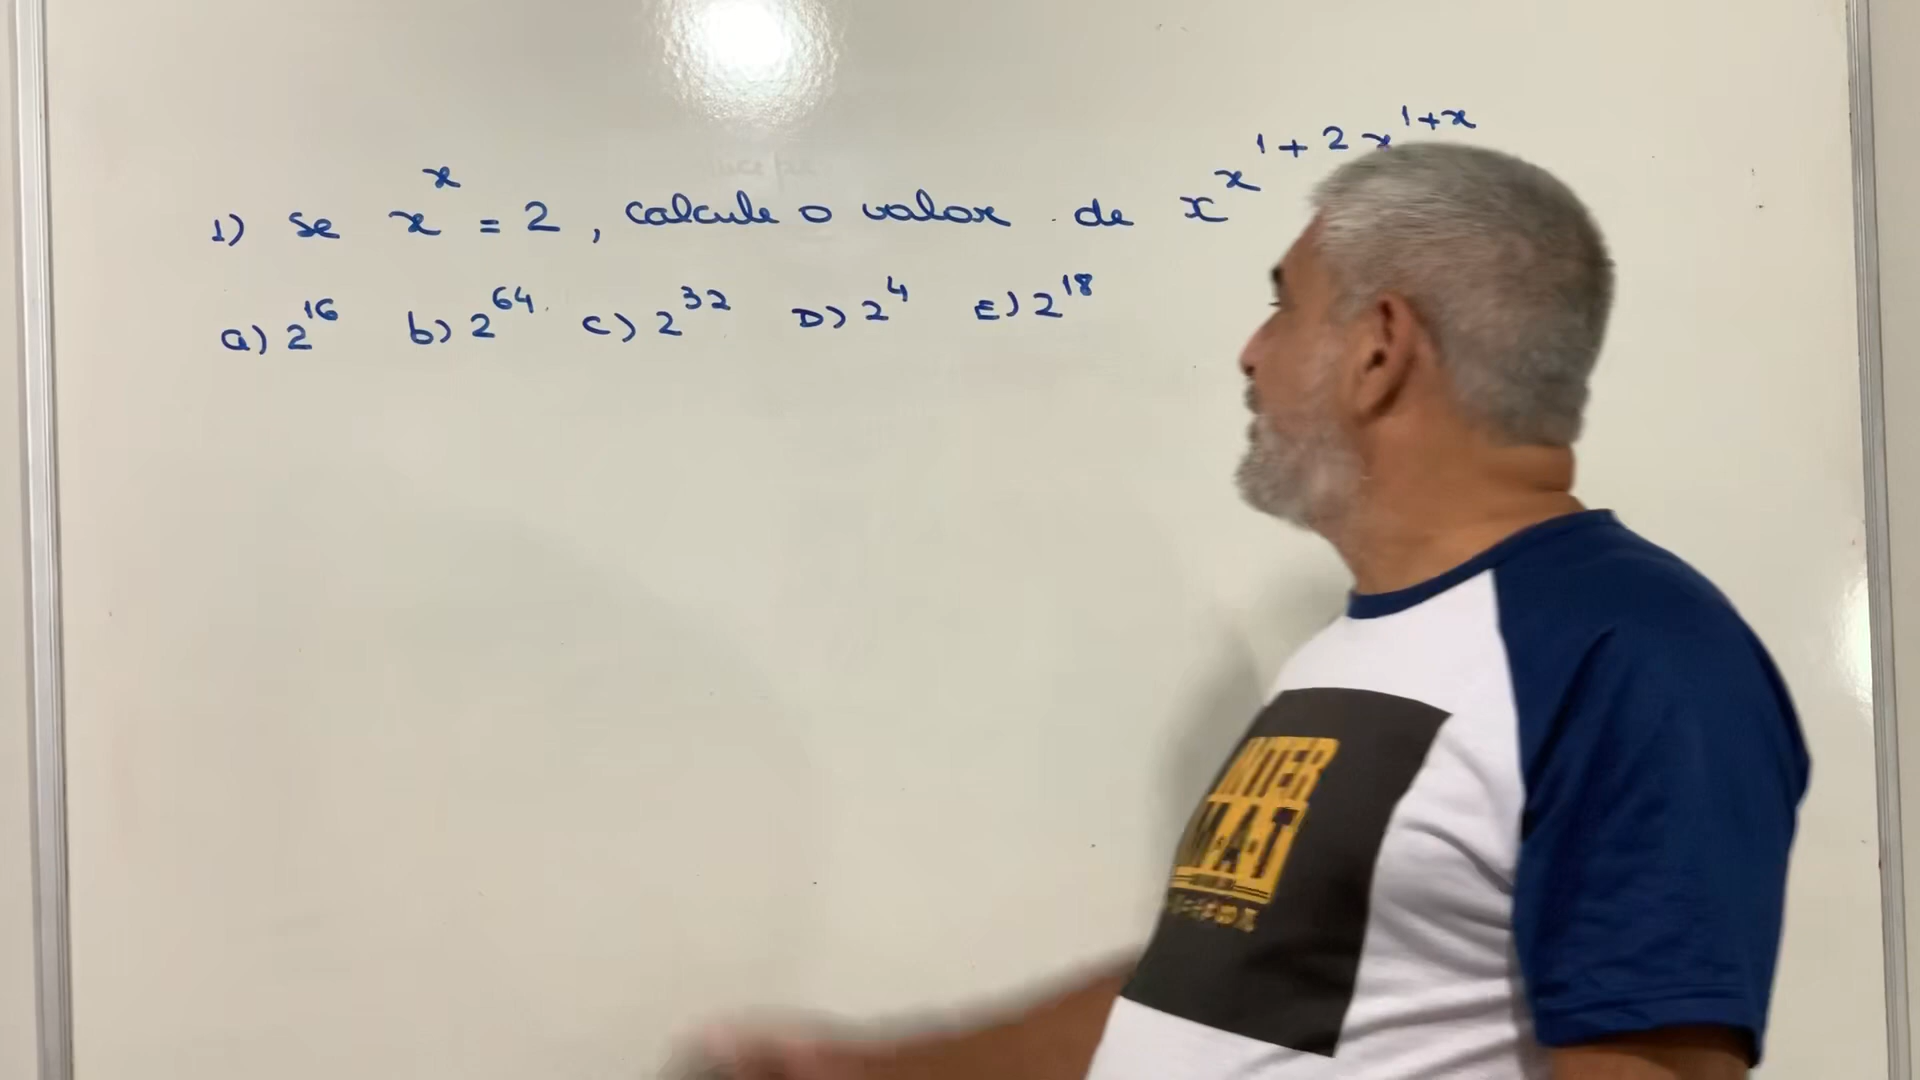 1) se x^x = 2, calcule o valor de x^{x^{1+2x^{1+x}}}
a) 2^{16} b) 2^{64} c) 2^{32} D) 2^4 E) 2^{18}